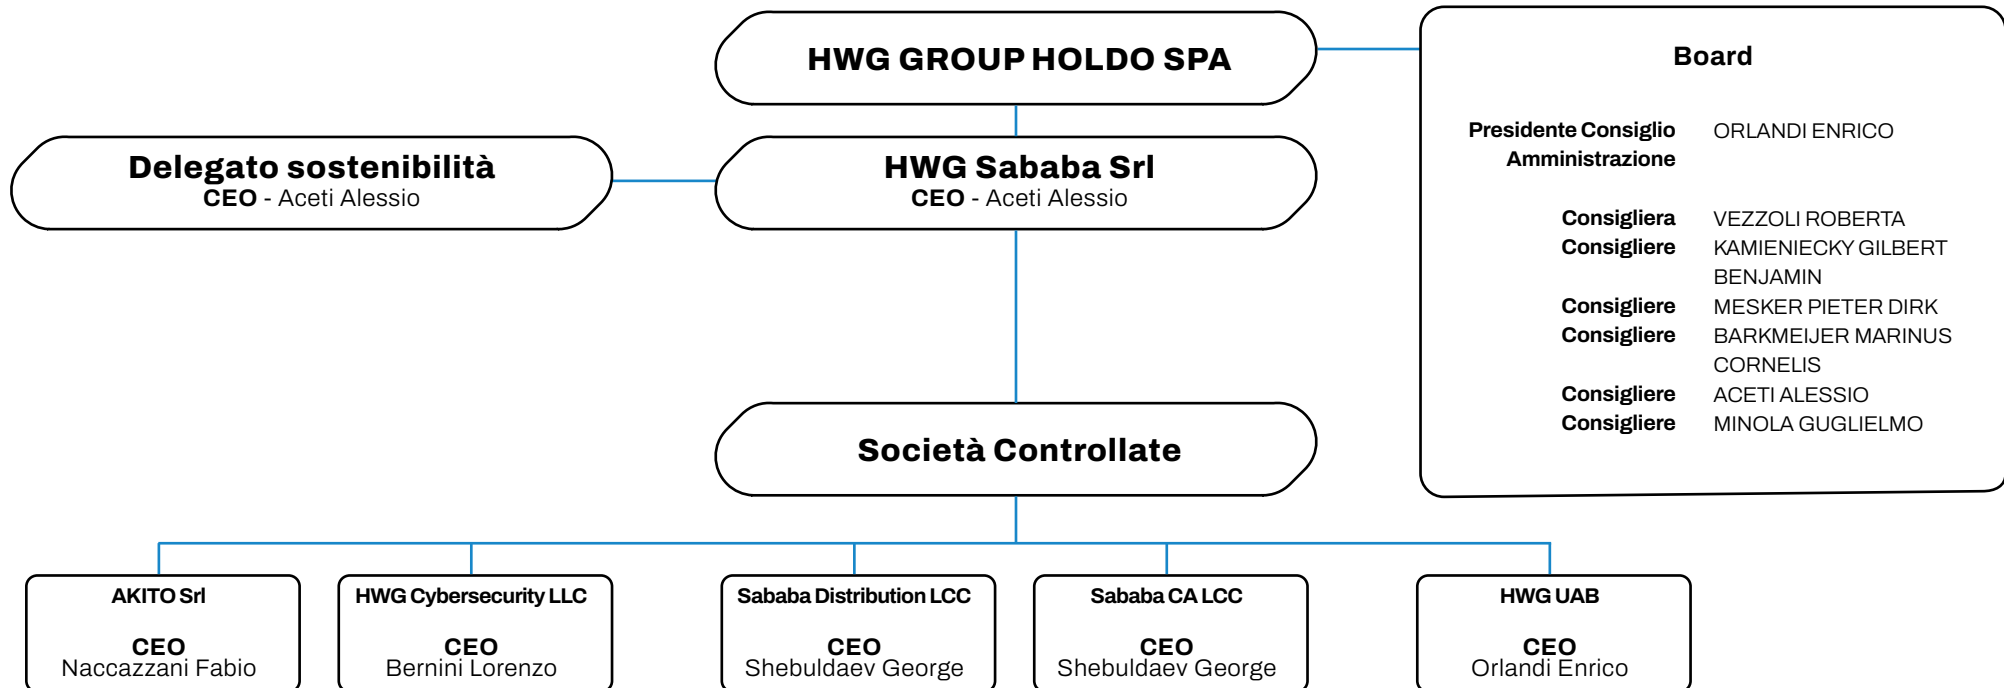 HWG GROUP HOLDO SPA
Delegato sostenibilità
CEO - Aceti Alessio
HWG Sababa Srl
CEO - Aceti Alessio
Board
Presidente Consiglio ORLANDI ENRICO
Amministrazione
Consigliera VEZZOLI ROBERTA
Consigliere KAMIENIECKY GILBERT
BENJAMIN
Consigliere MESKER PIETER DIRK
Consigliere BARKMEIJER MARINUS
CORNELIS
Consigliere ACETI ALESSIO
Consigliere MINOLA GUGLIELMO
Società Controllate
AKITO Srl
CEO
Naccazzani Fabio
HWG Cybersecurity LLC
CEO
Bernini Lorenzo
Sababa Distribution LCC
CEO
Shebuldaev George
Sababa CA LCC
CEO
Shebuldaev George
HWG UAB
CEO
Orlandi Enrico